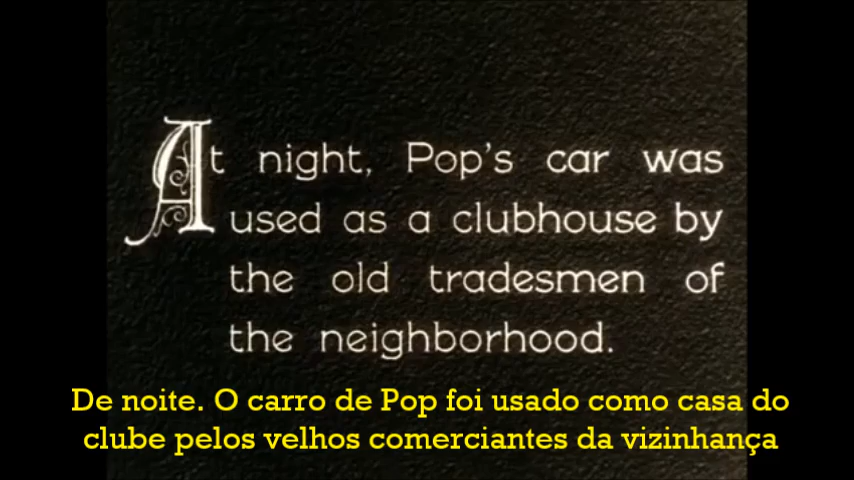 At night, Pop's car was
used as a clubhouse by
the old tradesmen of
the neighborhood.
De noite. O carro de Pop foi usado como casa do
clube pelos velhos comerciantes da vizinhança